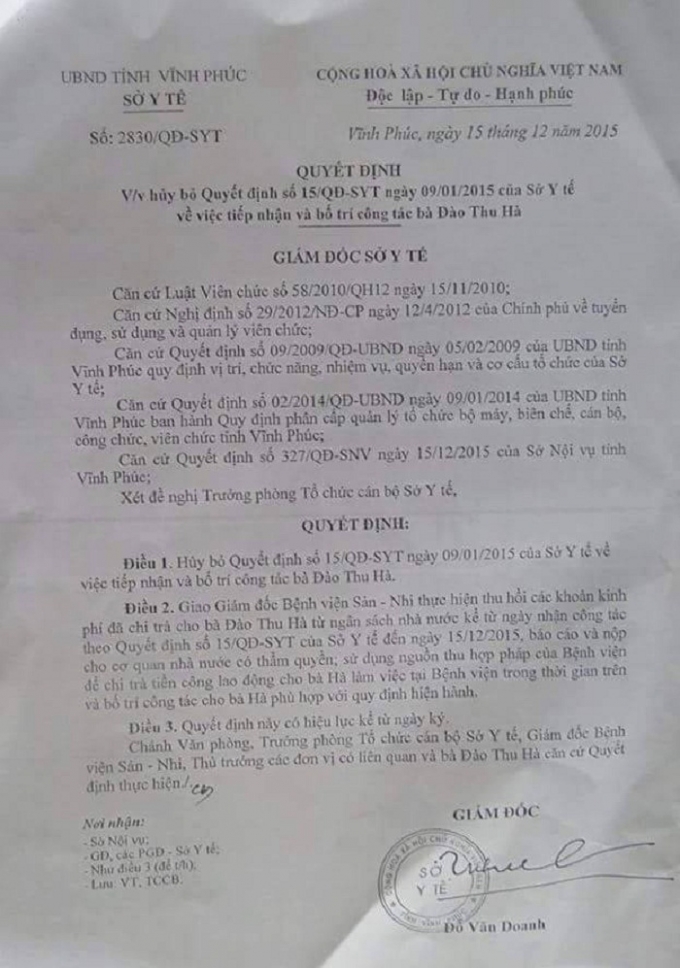 UBND TỈNH VĨNH PHÚC
SỞ Y TẾ
Số: 2830/QĐ-SYT
CỘNG HOÀ XÃ HỘI CHỦ NGHĨA VIỆT NAM
Độc lập - Tự do - Hạnh phúc
Vĩnh Phúc, ngày 15 tháng 12 năm 2015
QUYẾT ĐỊNH
V/v hủy bỏ Quyết định số 15/QĐ-SYT ngày 09/01/2015 của Sở Y tế
về việc tiếp nhận và bố trí công tác bà Đào Thu Hà
GIÁM ĐỐC SỞ Y TẾ
Căn cứ Luật Viên chức số 58/2010/QH12 ngày 15/11/2010;
Căn cứ Nghị định số 29/2012/NĐ-CP ngày 12/4/2012 của Chính phủ về tuyển
dụng, sử dụng và quản lý viên chức;
Căn cứ Quyết định số 09/2009/QĐ-UBND ngày 05/02/2009 của UBND tỉnh
Vĩnh Phúc quy định vị trí, chức năng, nhiệm vụ, quyền hạn và cơ cấu tổ chức của Sở
Y tế;
Căn cứ Quyết định số 02/2014/QĐ-UBND ngày 09/01/2014 của UBND tỉnh
Vĩnh Phúc ban hành Quy định phân cấp quản lý tổ chức bộ máy, biên chế, cán bộ,
công chức, viên chức tỉnh Vĩnh Phúc;
Căn cứ Quyết định số 327/QĐ-SNV ngày 15/12/2015 của Sở Nội vụ tỉnh
Vĩnh Phúc;
Xét đề nghị Trưởng phòng Tổ chức cán bộ Sở Y tế,
QUYẾT ĐỊNH:
Điều 1. Hủy bỏ Quyết định số 15/QĐ-SYT ngày 09/01/2015 của Sở Y tế về
việc tiếp nhận và bố trí công tác bà Đào Thu Hà.
Điều 2. Giao Giám đốc Bệnh viện Sản - Nhi thực hiện thu hồi các khoản kinh
phí đã chi trả cho bà Đào Thu Hà từ ngân sách nhà nước kể từ ngày nhận công tác
theo Quyết định số 15/QĐ-SYT của Sở Y tế đến ngày 15/12/2015, báo cáo và nộp
cho cơ quan nhà nước có thẩm quyền; sử dụng nguồn thu hợp pháp của Bệnh viện
để chi trả tiền công lao động cho bà Hà làm việc tại Bệnh viện trong thời gian trên
và bố trí công tác cho bà Hà phù hợp với quy định hiện hành.
Điều 3. Quyết định này có hiệu lực kể từ ngày ký.
Chánh Văn phòng, Trưởng phòng Tổ chức cán bộ Sở Y tế, Giám đốc Bệnh
viện Sản - Nhi, Thủ trưởng các đơn vị có liên quan và bà Đào Thu Hà căn cứ Quyết
định thực hiện./.
Nơi nhận:
- Sở Nội vụ;
- GĐ, các PGĐ - Sở Y tế;
- Như điều 3 (để t/h);
- Lưu: VT, TCCB.
GIÁM ĐỐC
SỞ
Y TẾ
Đỗ Văn Doanh